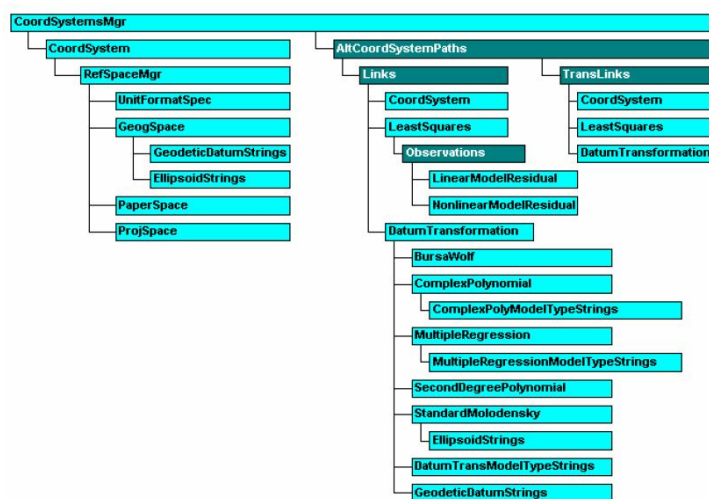 CoordSystemsMgr
CoordSystem
AltCoordSystemPaths
RefSpaceMgr
Links
TransLinks
UnitFormatSpec
CoordSystem
CoordSystem
GeogSpace
LeastSquares
LeastSquares
GeodeticDatumStrings
Observations
DatumTransformation
EllipsoidStrings
LinearModelResidual
PaperSpace
NonlinearModelResidual
ProjSpace
DatumTransformation
BursaWolf
ComplexPolynomial
ComplexPolyModelTypeStrings
MultipleRegression
MultipleRegressionModelTypeStrings
SecondDegreePolynomial
StandardMolodensky
EllipsoidStrings
DatumTransModelTypeStrings
GeodeticDatumStrings